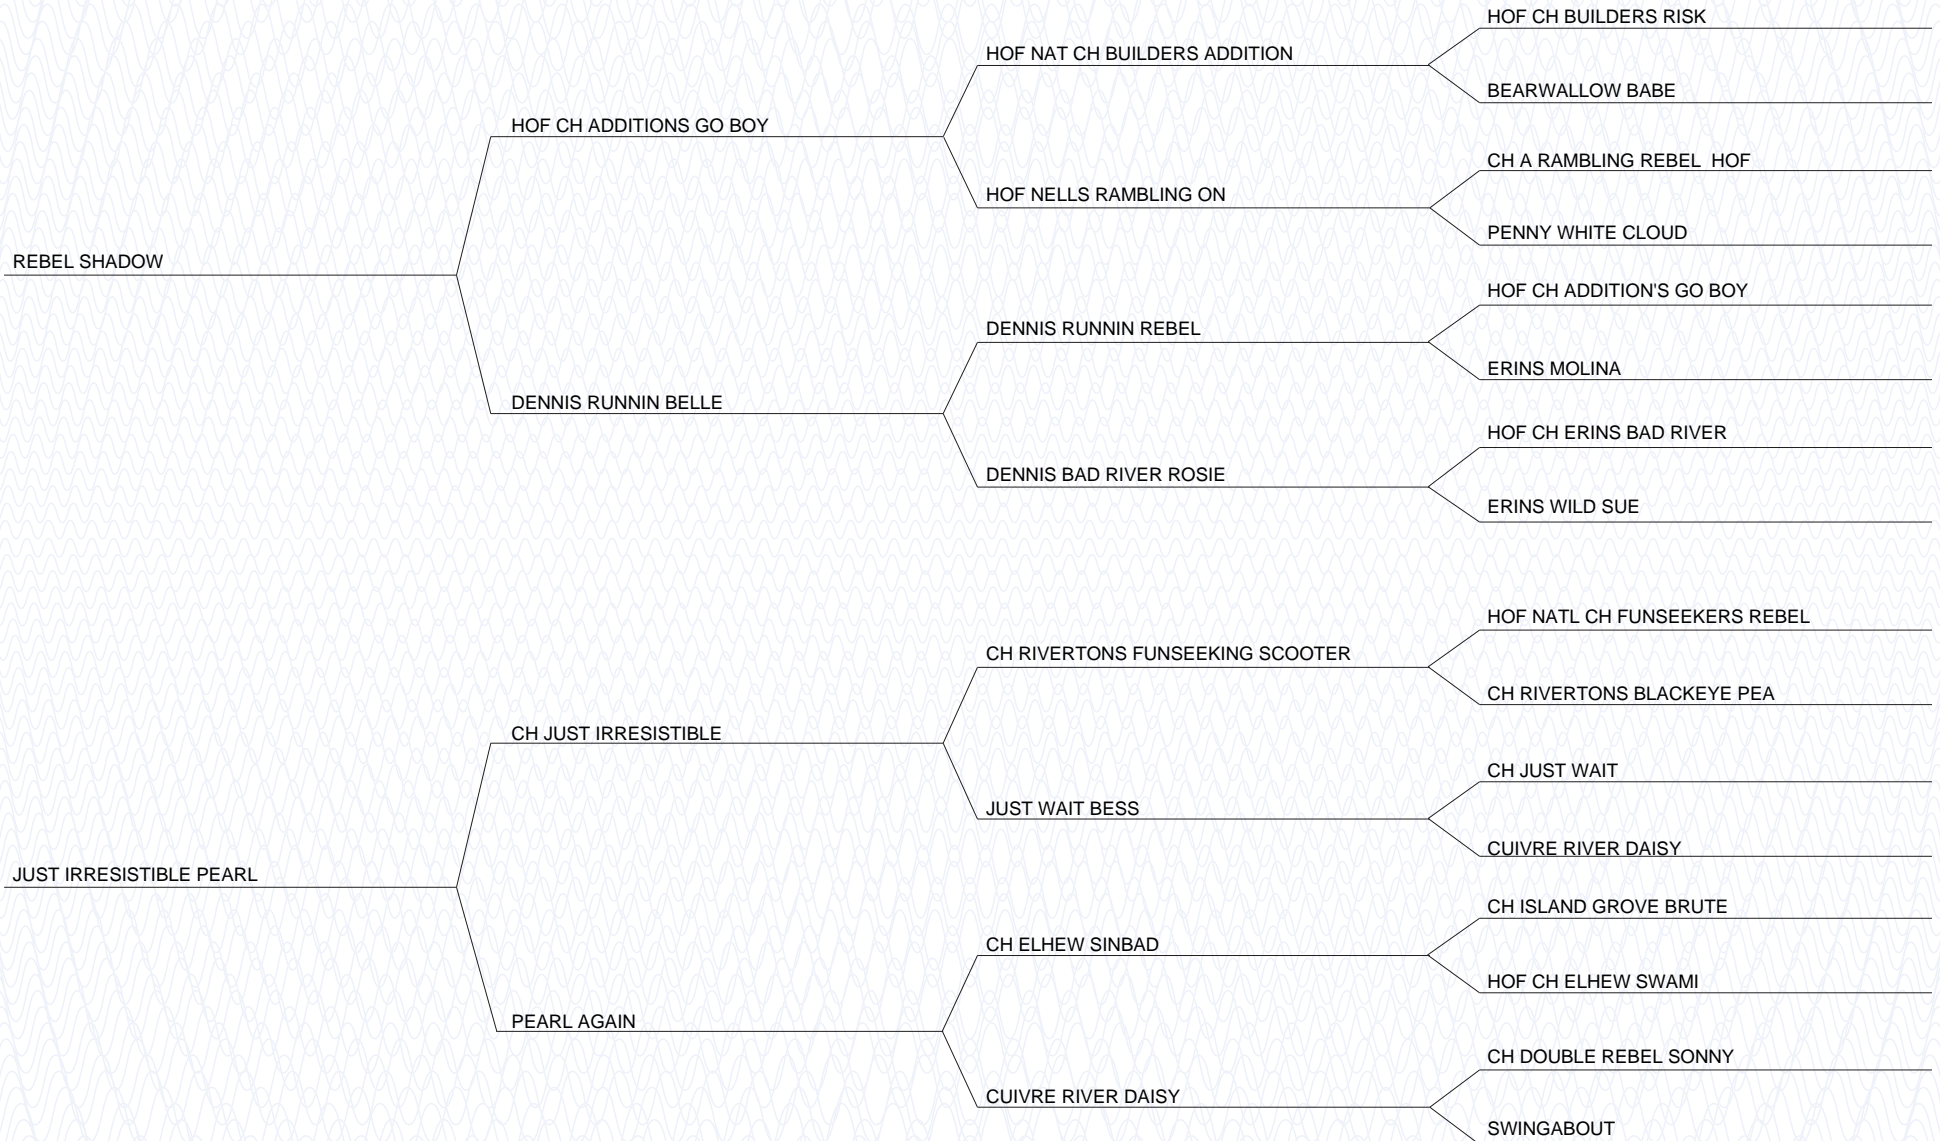 HOF CH BUILDERS RISK
HOF NAT CH BUILDERS ADDITION
BEARWALLOW BABE
HOF CH ADDITIONS GO BOY
CH A RAMBLING REBEL  HOF
HOF NELLS RAMBLING ON
PENNY WHITE CLOUD
REBEL SHADOW
HOF CH ADDITION'S GO BOY
DENNIS RUNNIN REBEL
ERINS MOLINA
DENNIS RUNNIN BELLE
HOF CH ERINS BAD RIVER
DENNIS BAD RIVER ROSIE
ERINS WILD SUE
HOF NATL CH FUNSEEKERS REBEL
CH RIVERTONS FUNSEEKING SCOOTER
CH RIVERTONS BLACKEYE PEA
CH JUST IRRESISTIBLE
CH JUST WAIT
JUST WAIT BESS
CUIVRE RIVER DAISY
JUST IRRESISTIBLE PEARL
CH ISLAND GROVE BRUTE
CH ELHEW SINBAD
HOF CH ELHEW SWAMI
PEARL AGAIN
CH DOUBLE REBEL SONNY
CUIVRE RIVER DAISY
SWINGABOUT